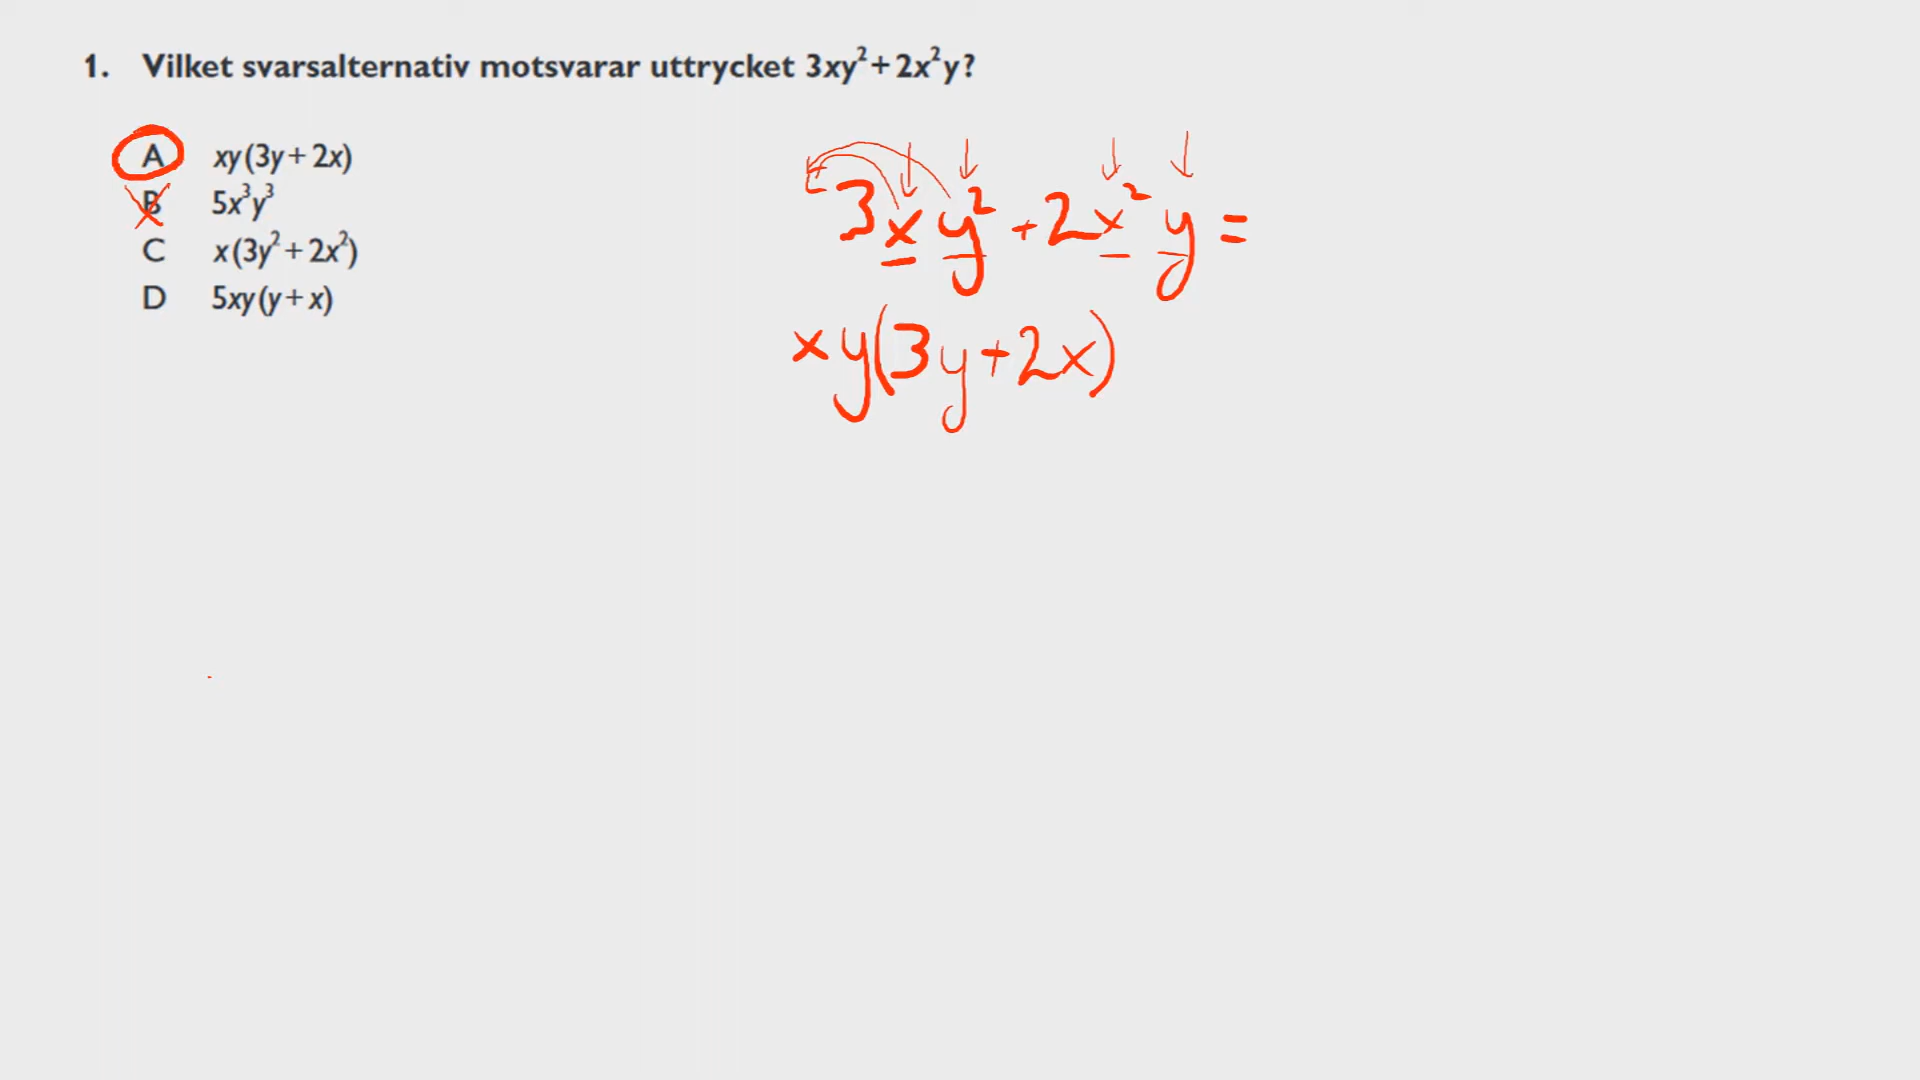 1. Vilket svarsalternativ motsvarar uttrycket 3xy²+2x²y?
A xy(3y+2x)
B 5x³y³
C x(3y²+2x²)
D 5xy(y+x)
3xy²+2x²y=
xy(3y+2x)